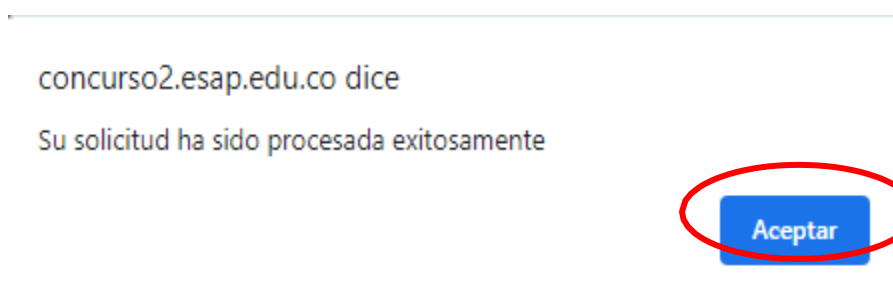 concurso2.esap.edu.co dice
Su solicitud ha sido procesada exitosamente
Aceptar